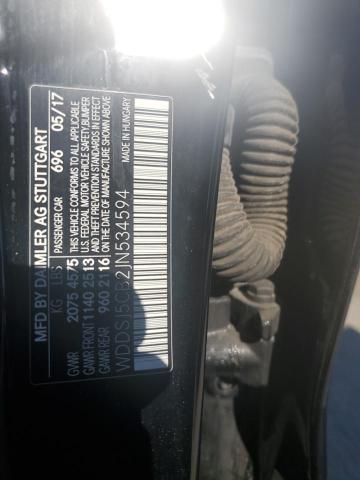 MFD BY DAIMLER AG STUTTGART
KG LBS PASSENGER CAR 696 05/17
GVWR 2075 4575 THIS VEHICLE CONFORMS TO ALL APPLICABLE
GAWR FRONT 1140 2513 U.S. FEDERAL MOTOR VEHICLE SAFETY, BUMPER
GAWR REAR 960 2116 AND THEFT PREVENTION STANDARDS IN EFFECT
ON THE DATE OF MANUFACTURE SHOWN ABOVE
WDDSJ5CB2JN534594 MADE IN HUNGARY